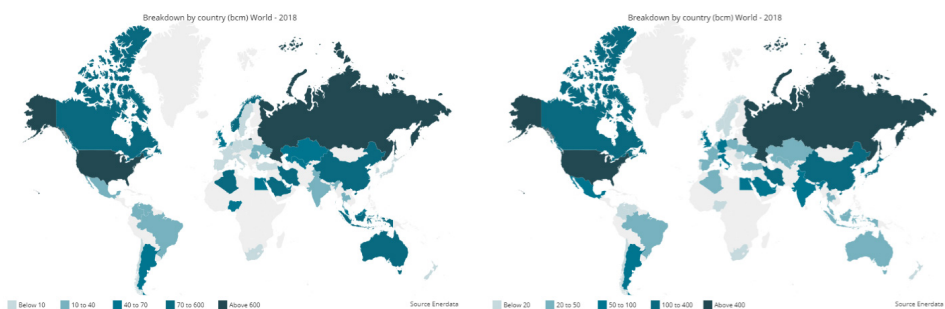 Breakdown by country (bcm) World - 2018
Breakdown by country (bcm) World - 2018
Below 10 10 to 40 40 to 70 70 to 600 Above 600 Source Enerdata
Below 20 20 to 50 50 to 100 100 to 400 Above 400 Source Enerdata